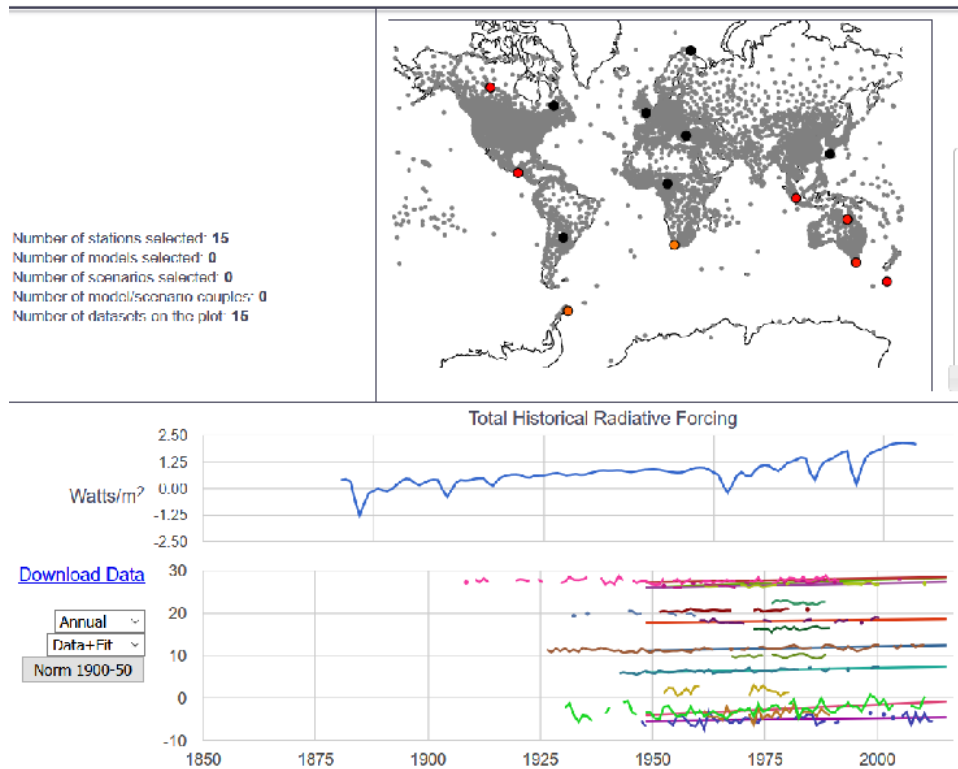 Number of stations selected: 15
Number of models selected: 0
Number of scenarios selected: 0
Number of model/scenario couples: 0
Number of datasets on the plot: 15
Total Historical Radiative Forcing
2.50
1.25
Watts/m²
0.00
-1.25
-2.50
Download Data
Annual
Data+Fit
Norm 1900-50
30
20
10
0
-10
1850 1875 1900 1925 1950 1975 2000